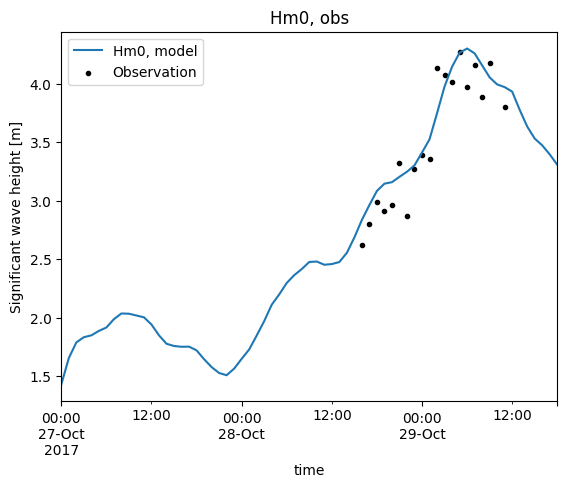 Hm0, obs
Hm0, model
Observation
Significant wave height [m]
4.0
3.5
3.0
2.5
2.0
1.5
00:00 12:00 00:00 12:00 00:00 12:00
27-Oct 28-Oct 29-Oct
2017
time